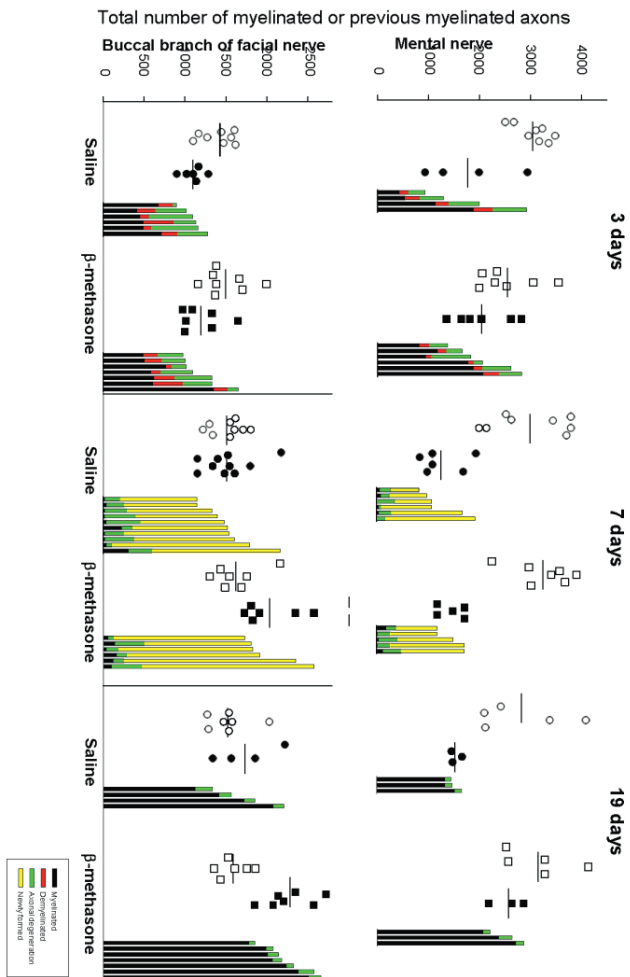 Total number of myelinated or previous myelinated axons
Buccal branch of facial nerve
Mental nerve
0
5000
1000
1500
2000
2500
0
1000
2000
3000
4000
3 days
Saline
β-methasone
7 days
Saline
β-methasone
19 days
Saline
β-methasone
Myelinated
Demyelinated
Axonal degeneration
Newly formed